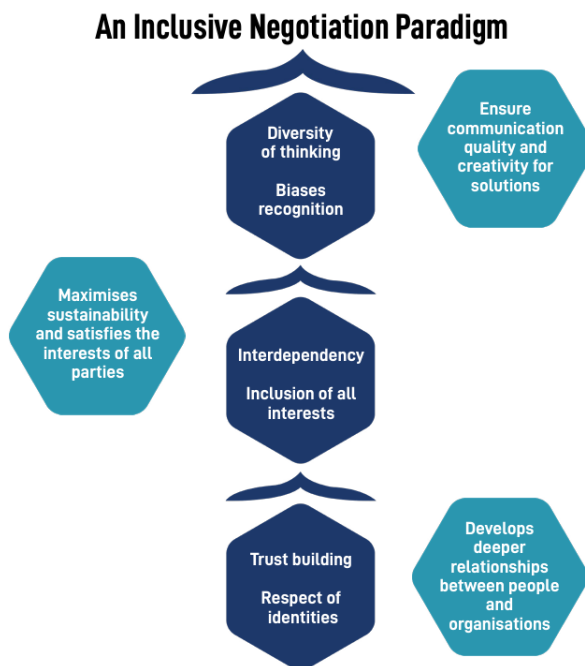 An Inclusive Negotiation Paradigm
Diversity
of thinking
Biases
recognition
Ensure
communication
quality and
creativity for
solutions
Maximises
sustainability
and satisfies the
interests of all
parties
Interdependency
Inclusion of all
interests
Trust building
Respect of
identities
Develops
deeper
relationships
between people
and
organisations